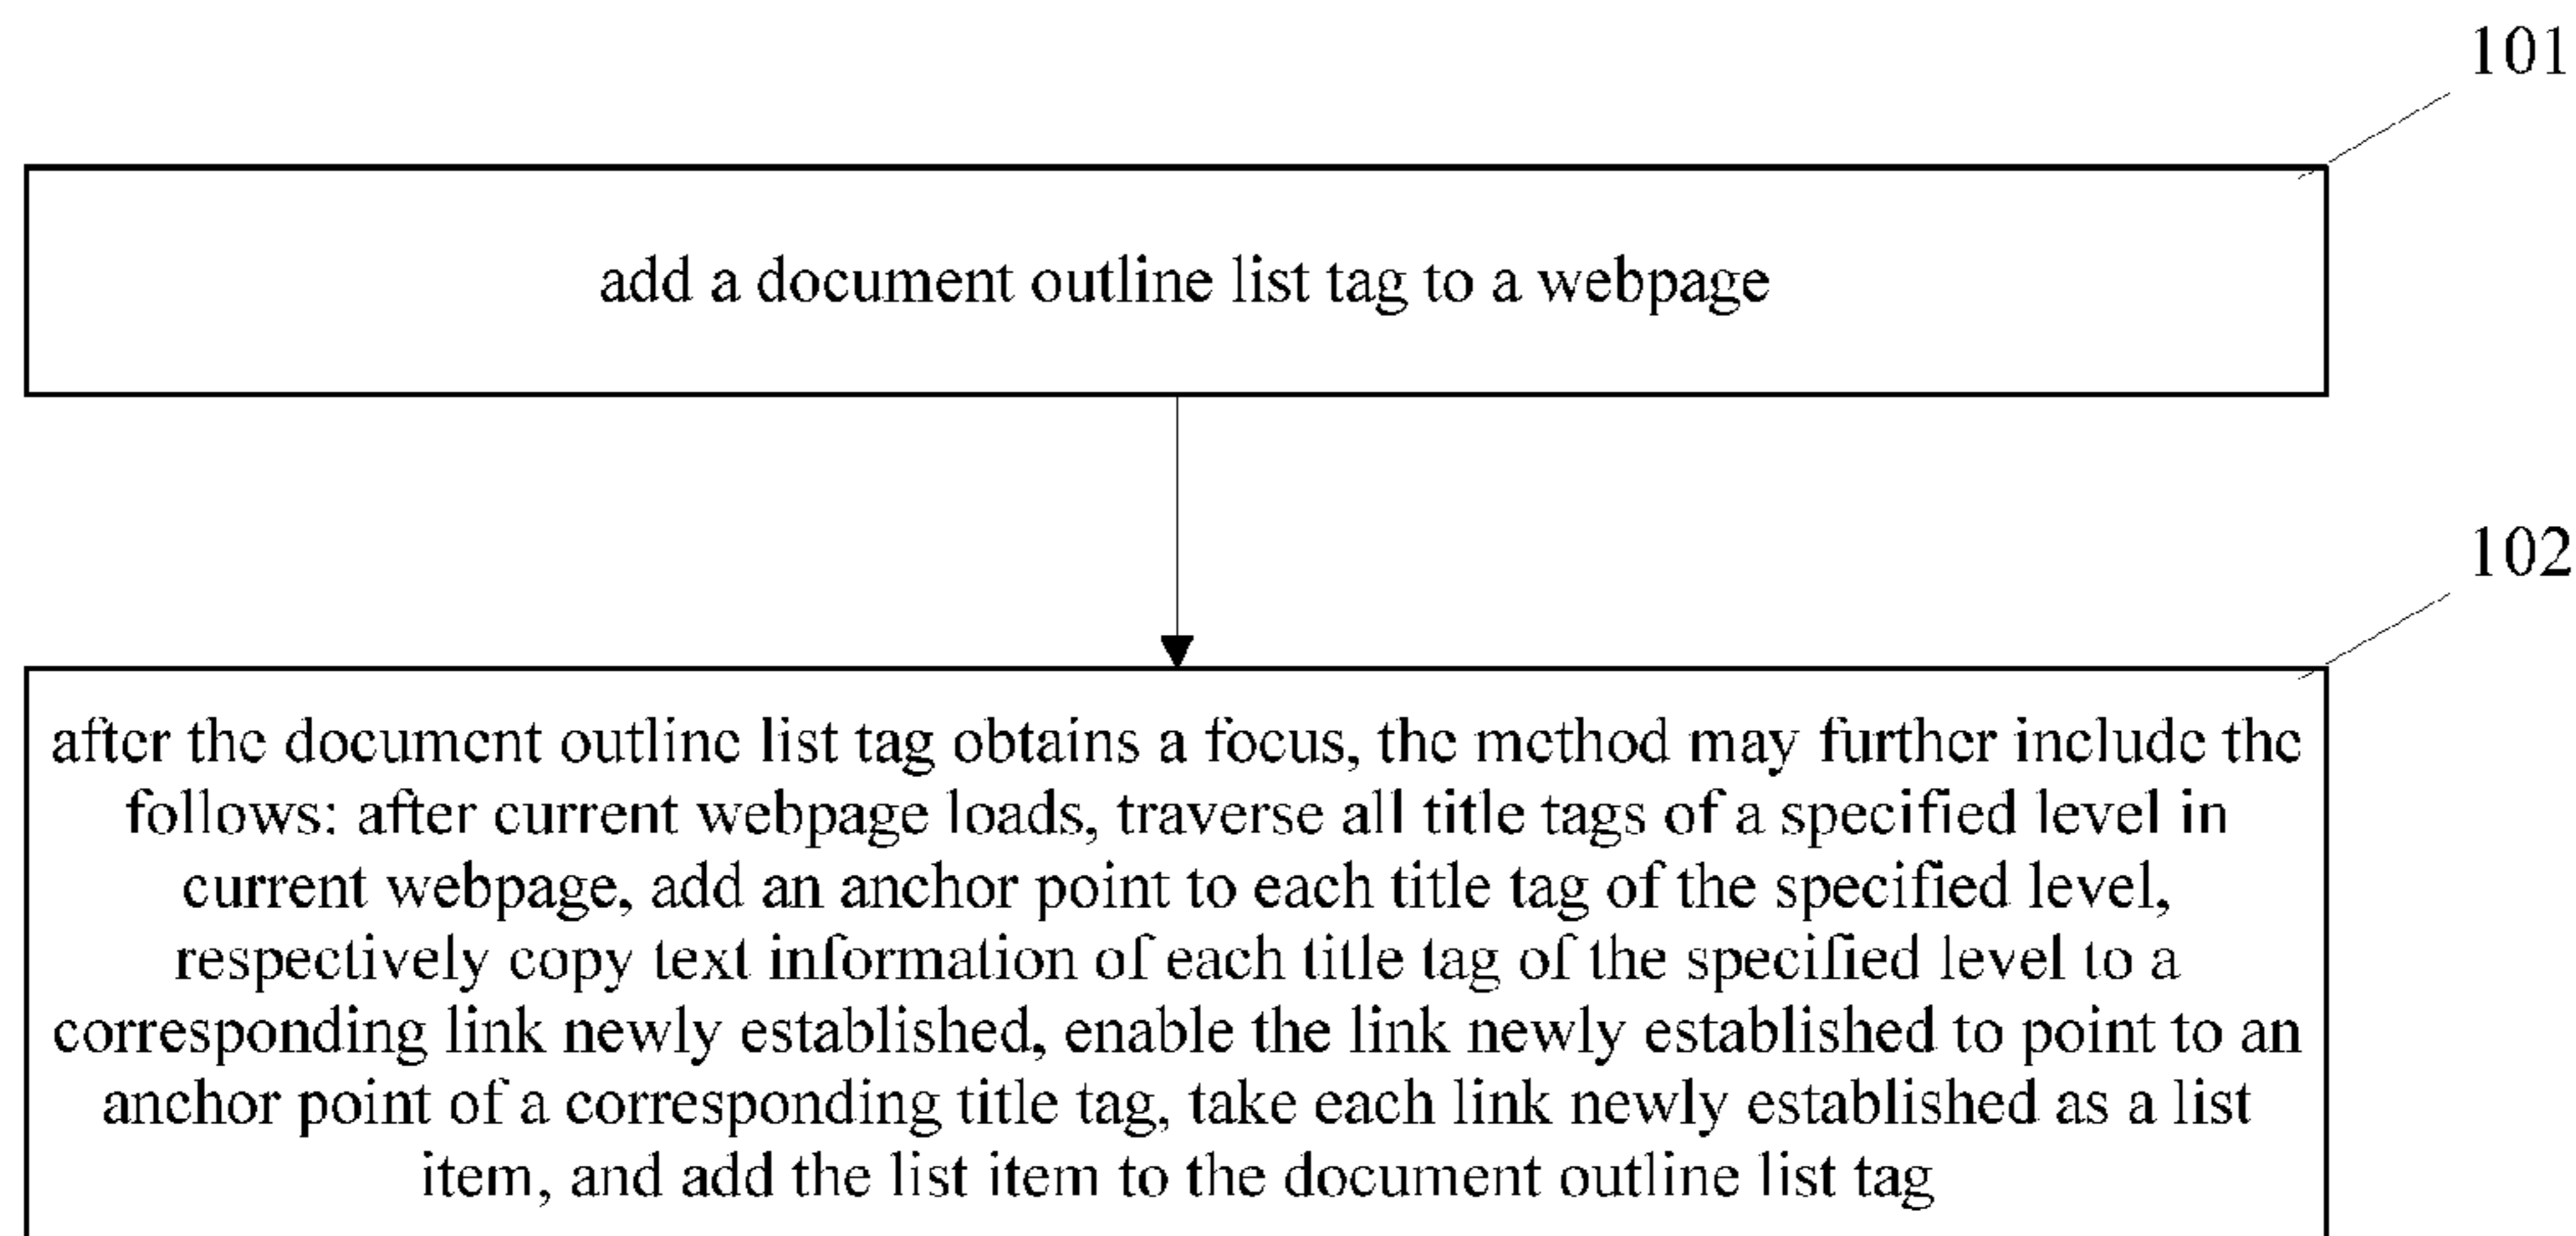 101
add a document outline list tag to a webpage
102
after the document outline list tag obtains a focus, the method may further include the
follows: after current webpage loads, traverse all title tags of a specified level in
current webpage, add an anchor point to each title tag of the specified level,
respectively copy text information of each title tag of the specified level to a
corresponding link newly established, enable the link newly established to point to an
anchor point of a corresponding title tag, take each link newly established as a list
item, and add the list item to the document outline list tag